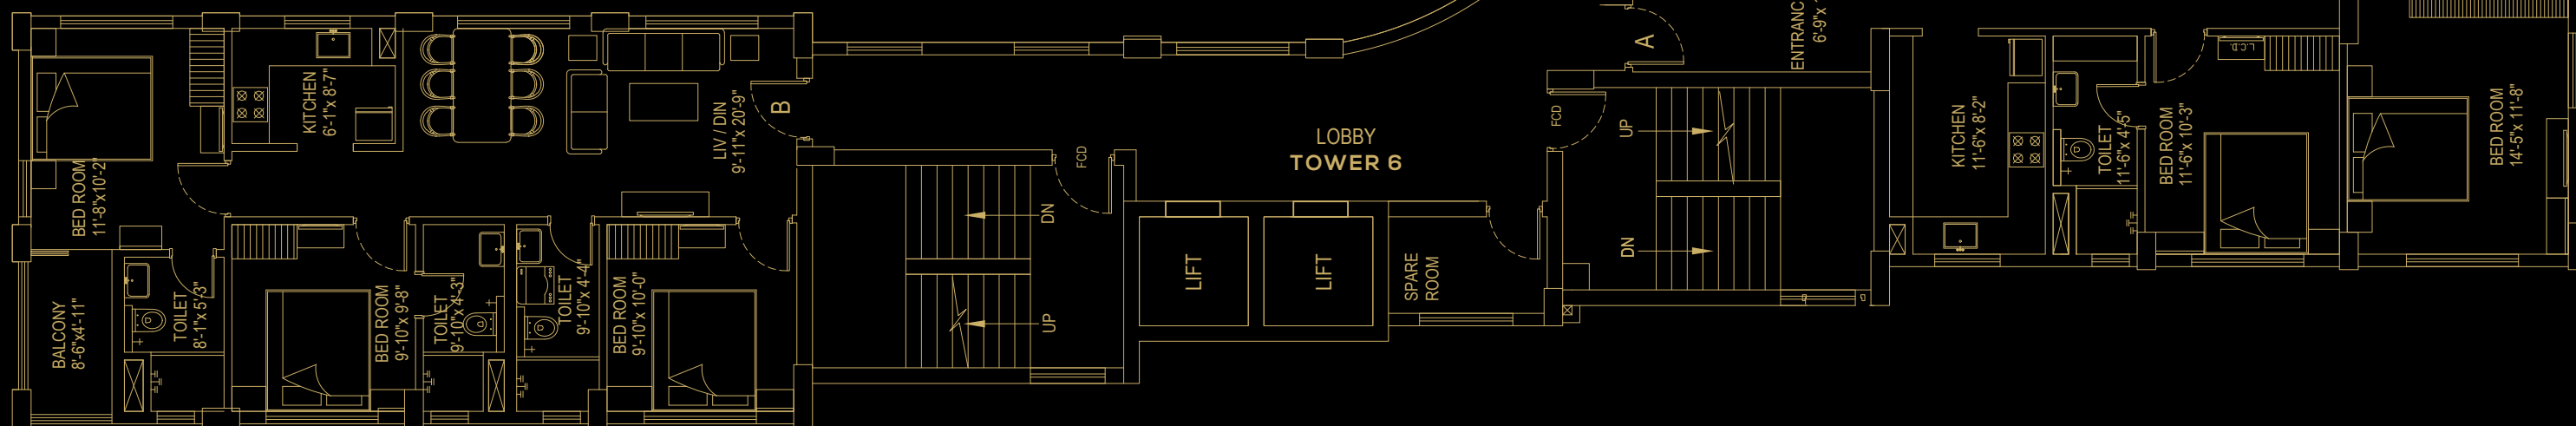 BED ROOM
11'-8"x10'-2"
KITCHEN
6'-1"x 8'-7"
LIV / DIN
9'-11"x 20'-9"
B
BALCONY
8'-6"x4'-11"
TOILET
8'-1"x 5'-3"
BED ROOM
9'-10"x 9'-8"
TOILET
9'-10"x 4'-3"
TOILET
9'-10"x 4'-4"
BED ROOM
9'-10"x 10'-0"
DN
UP
FCD
LOBBY
TOWER 6
LIFT
LIFT
SPARE
ROOM
FCD
UP
DN
A
ENTRANC
6'-9"x
KITCHEN
11'-6"x 8'-2"
TOILET
11'-6"x 4'-5"
BED ROOM
11'-6"x 10'-3"
LCD
BED ROOM
14'-5"x 11'-8"